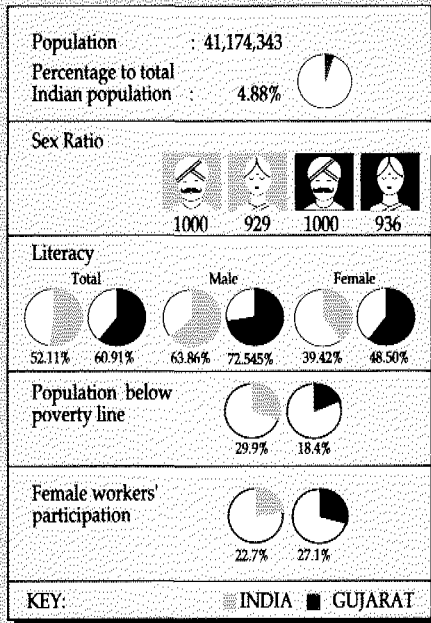 Population : 41,174,343
Percentage to total
Indian population : 4.88%
Sex Ratio
1000 929 1000 936
Literacy
Total Male Female
52.11% 60.91% 63.86% 72.545% 39.42% 48.50%
Population below
poverty line
29.9% 18.4%
Female workers'
participation
22.7% 27.1%
KEY: INDIA GUJARAT